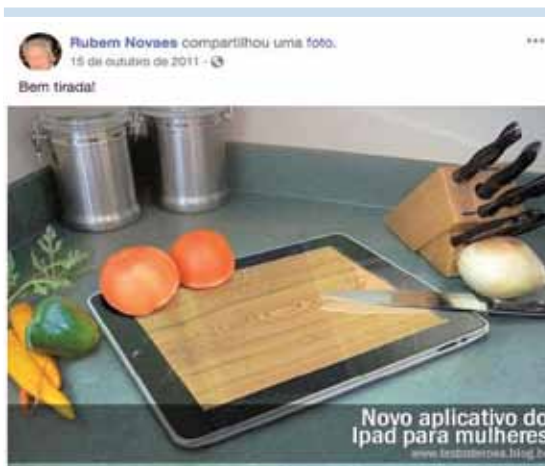 Rubem Novaes compartilhou uma foto.
15 de outubro de 2011 ·
Bem tirada!
Novo aplicativo do
Ipad para mulheres